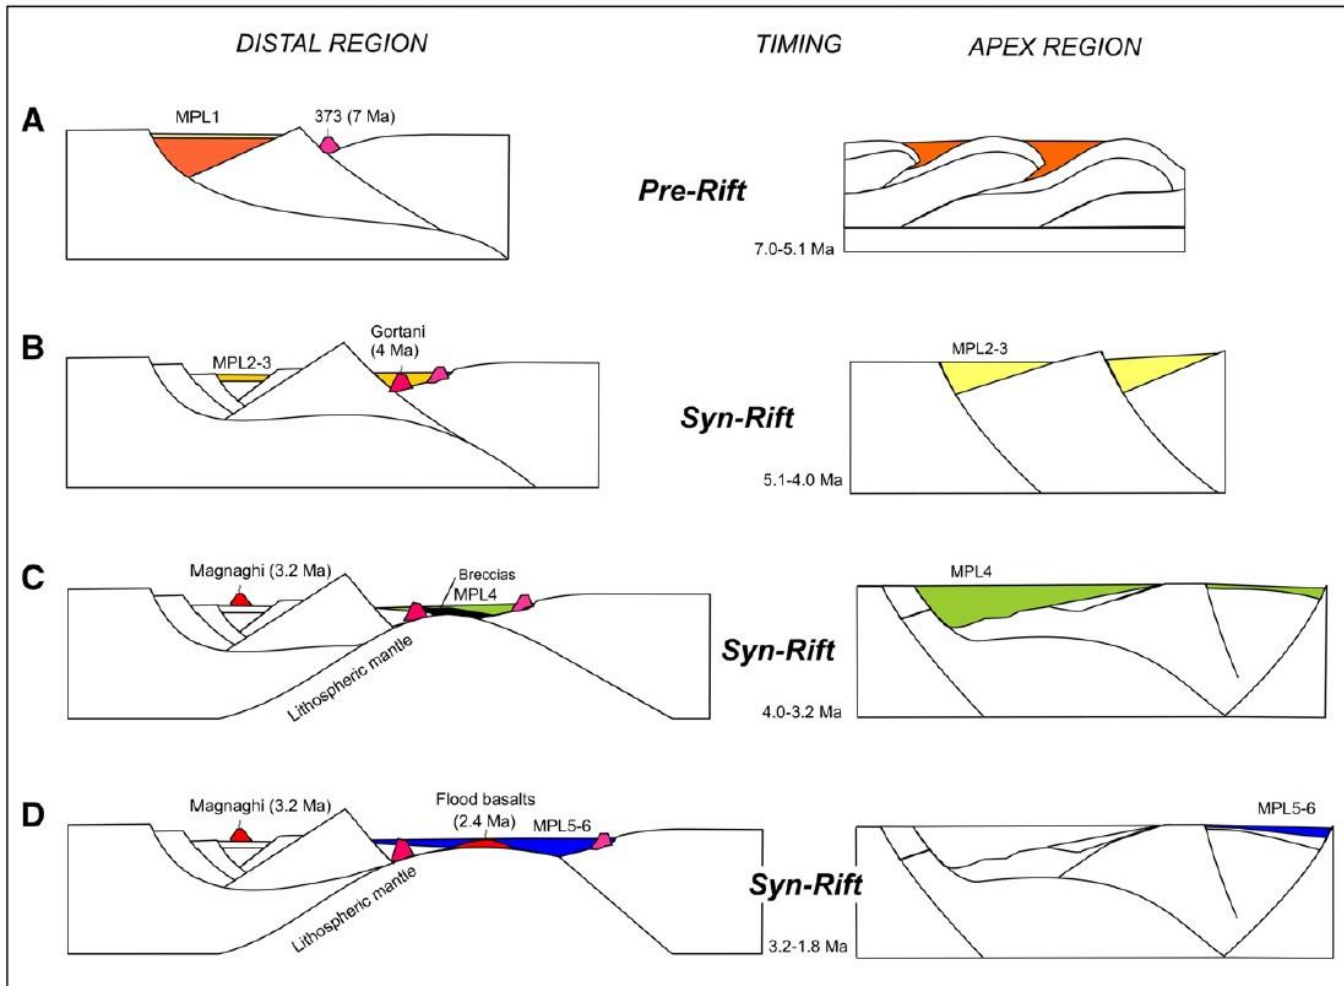 DISTAL REGION
TIMING
APEX REGION
A
MPL1
373 (7 Ma)
Pre-Rift
7.0-5.1 Ma
B
MPL2-3
Gortani
(4 Ma)
Syn-Rift
5.1-4.0 Ma
MPL2-3
C
Magnaghi (3.2 Ma)
Breccias
MPL4
Lithospheric mantle
Syn-Rift
4.0-3.2 Ma
MPL4
D
Magnaghi (3.2 Ma)
Flood basalts
(2.4 Ma)
MPL5-6
Lithospheric mantle
Syn-Rift
3.2-1.8 Ma
MPL5-6